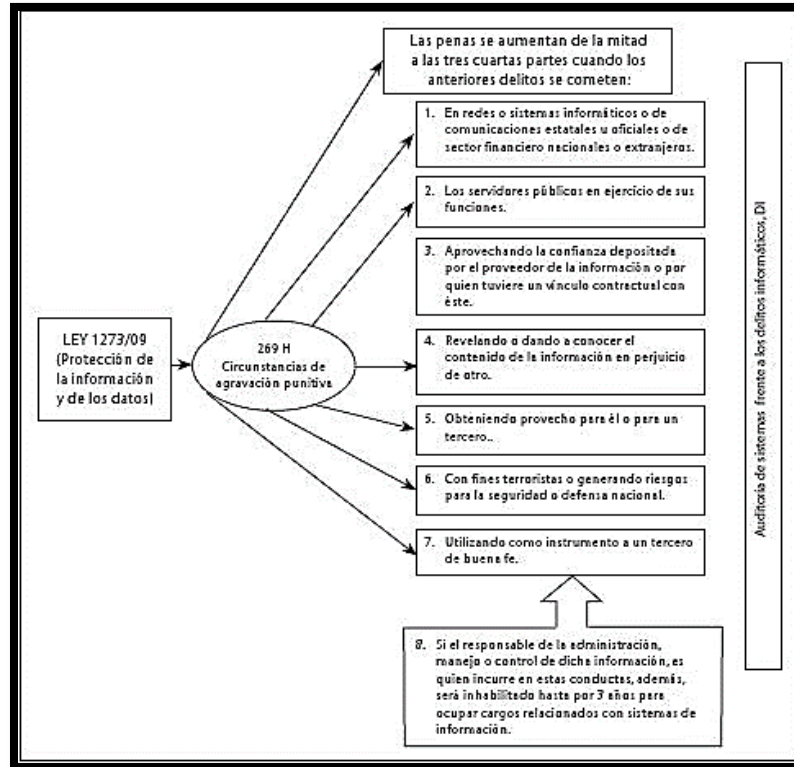 Las penas se aumentan de la mitad
a las tres cuartas partes cuando los
anteriores delitos se cometen:
1. En redes o sistemas informáticos o de
comunicaciones estatales u oficiales o de
sector financiero nacionales o extranjeros.
2. Los servidores públicos en ejercicio de sus
funciones.
3. Aprovechando la confianza depositada
por el proveedor de la información o por
quien tuviere un vínculo contractual con
éste.
LEY 1273/09
(Protección de
la información
y de los datos)
269 H
Circunstancias de
agravación punitiva
4. Revelando o dando a conocer el
contenido de la información en perjuicio
de otro.
5. Obteniendo provecho para él o para un
tercero..
6. Con fines terroristas o generando riesgos
para la seguridad o defensa nacional.
7. Utilizando como instrumento a un tercero
de buena fe.
8. Si el responsable de la administración,
manejo o control de dicha información, es
quien incurre en estas conductas, además,
será inhabilitado hasta por 3 años para
ocupar cargos relacionados con sistemas de
información.
Auditoría de sistemas frente a los delitos informáticos, DI